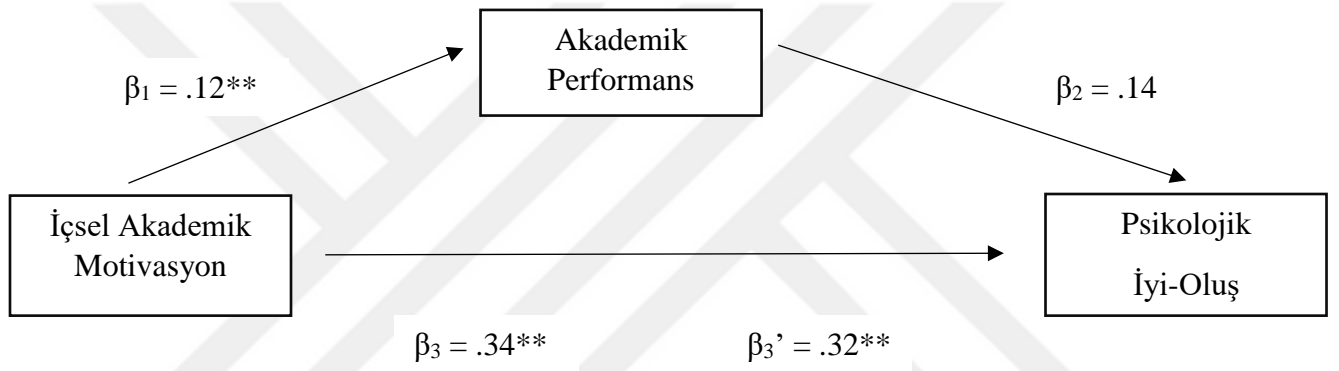 Akademik
Performans
β₁ = .12**
β₂ = .14
İçsel Akademik
Motivasyon
Psikolojik
İyi-Oluş
β₃ = .34**
β₃’ = .32**